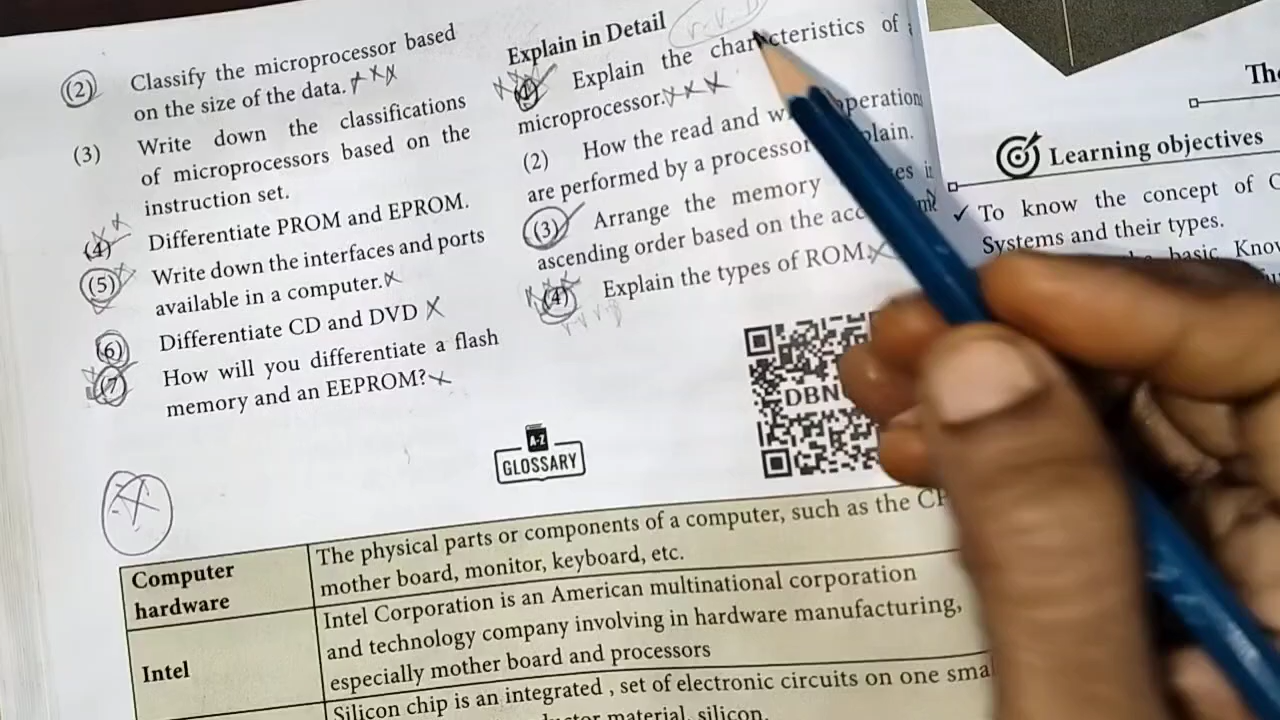 (2) Classify the microprocessor based
on the size of the data.
(3) Write down the classifications
of microprocessors based on the
instruction set.
(4) Differentiate PROM and EPROM.
(5) Write down the interfaces and ports
available in a computer.
(6) Differentiate CD and DVD
(7) How will you differentiate a flash
memory and an EEPROM?
Explain in Detail
(1) Explain the characteristics of
microprocessor.
(2) How the read and operation
are performed by a processor
(3) Arrange the memory
ascending order based on the
(4) Explain the types of ROM.
DBN
A-Z
GLOSSARY
Computer
hardware
The physical parts or components of a computer, such as the
mother board, monitor, keyboard, etc.
Intel
Intel Corporation is an American multinational corporation
and technology company involving in hardware manufacturing,
especially mother board and processors
Silicon chip is an integrated , set of electronic circuits on one
material, silicon.
Learning objectives
✓ To know the concept of
Systems and their types.
basic